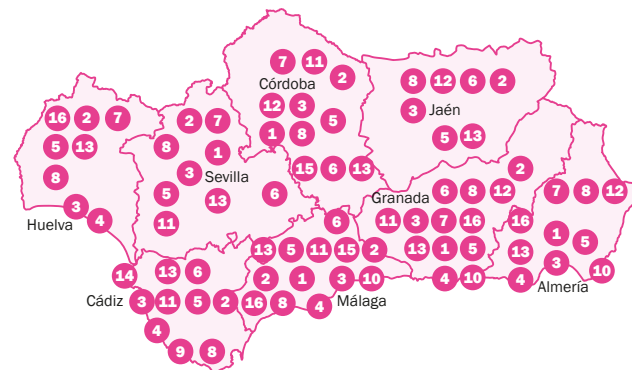 7 11
Córdoba 2
8 12 6 2
16 2 7
2 7
12 3
3 Jaén
5 13
8
1 8 5
5 13
1
8
3
Sevilla
15 6 13
2
5
13
6
Granada 6 8 12
7 8 12
3
4
Huelva
11
6
11 3 7 16
16
1
5
13 5 11 15 2
13 1 5
13
3
14
13 6
2 1 3 10
4 10
4
Almería
10
Cádiz 3 11 5 2
16 8
4
Málaga
4
9 8